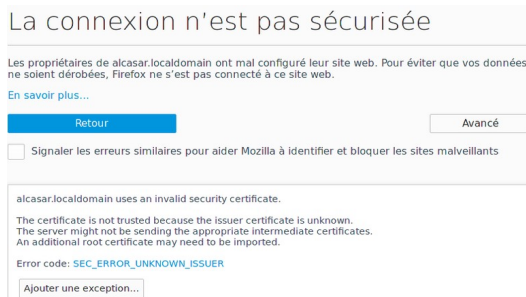 La connexion n'est pas sécurisée
Les propriétaires de alcasar.localdomain ont mal configuré leur site web. Pour éviter que vos données
ne soient dérobées, Firefox ne s'est pas connecté à ce site web.
En savoir plus…
Retour
Avancé
Signaler les erreurs similaires pour aider Mozilla à identifier et bloquer les sites malveillants
alcasar.localdomain uses an invalid security certificate.
The certificate is not trusted because the issuer certificate is unknown.
The server might not be sending the appropriate intermediate certificates.
An additional root certificate may need to be imported.
Error code: SEC_ERROR_UNKNOWN_ISSUER
Ajouter une exception…